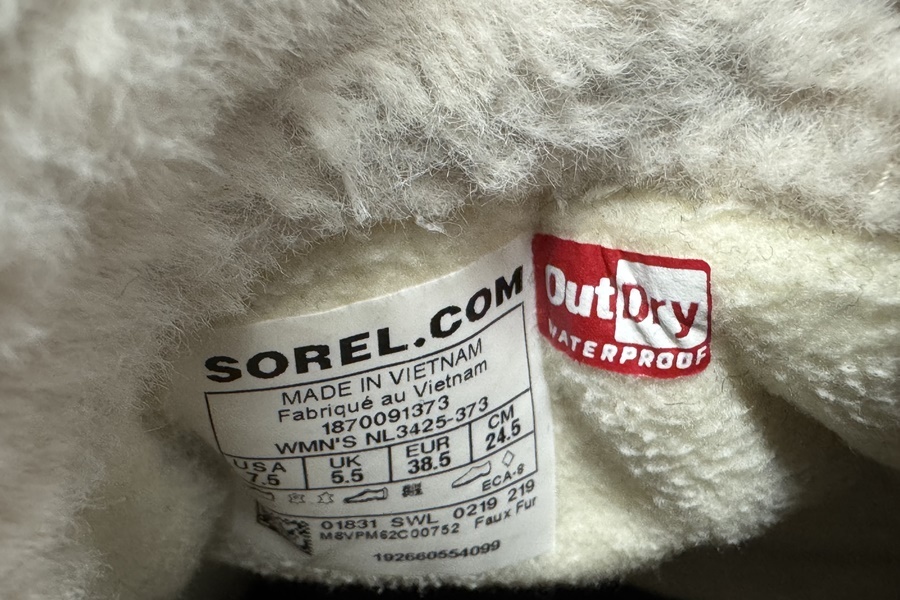 SOREL.COM
MADE IN VIETNAM
Fabriqué au Vietnam
1870091373
WMN'S NL3425-373
USA UK EUR CM
7.5 5.5 38.5 24.5
ECA-8
01831 SWL 0219 219
M8VPM62C00752 Faux Fur
192660554099
OutDry
WATERPROOF